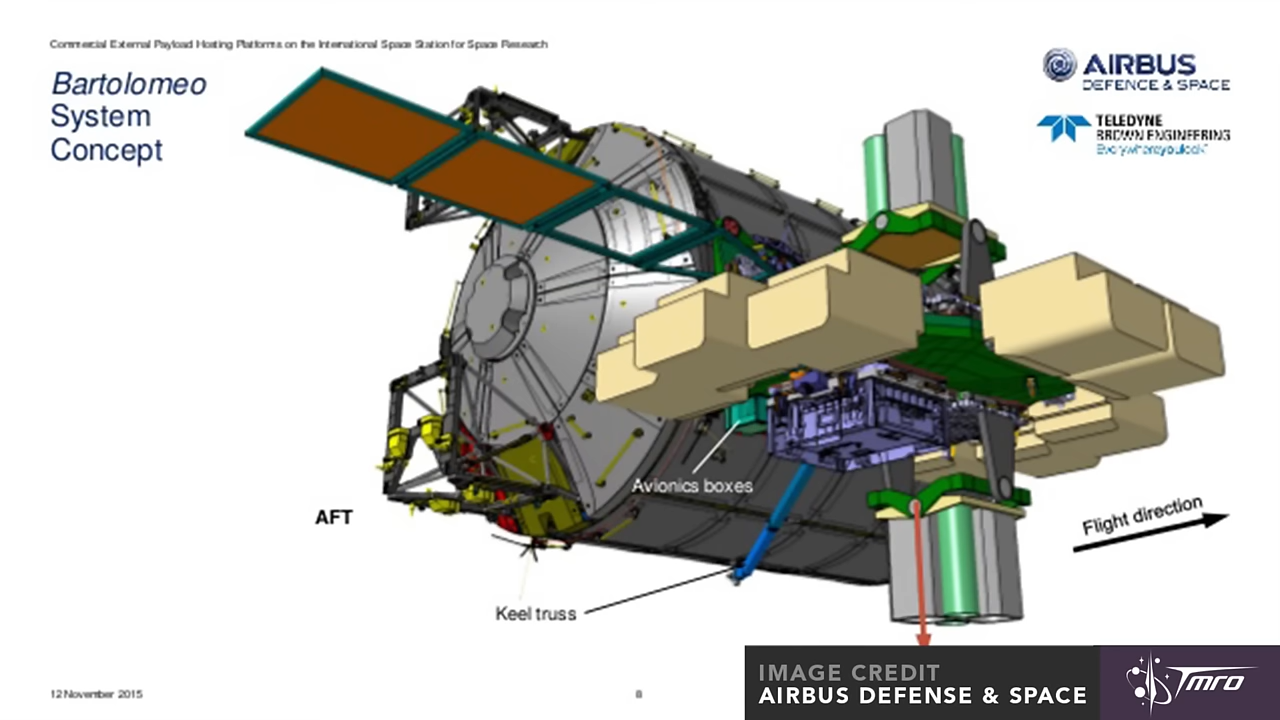 Commercial External Payload Hosting Platforms on the International Space Station for Space Research
Bartolomeo
System
Concept
AIRBUS
DEFENCE & SPACE
TELEDYNE
BROWN ENGINEERING
Everywhereyoulook™
Avionics boxes
AFT
Flight direction
Keel truss
12 November 2015
8
IMAGE CREDIT
AIRBUS DEFENSE & SPACE
TMRO